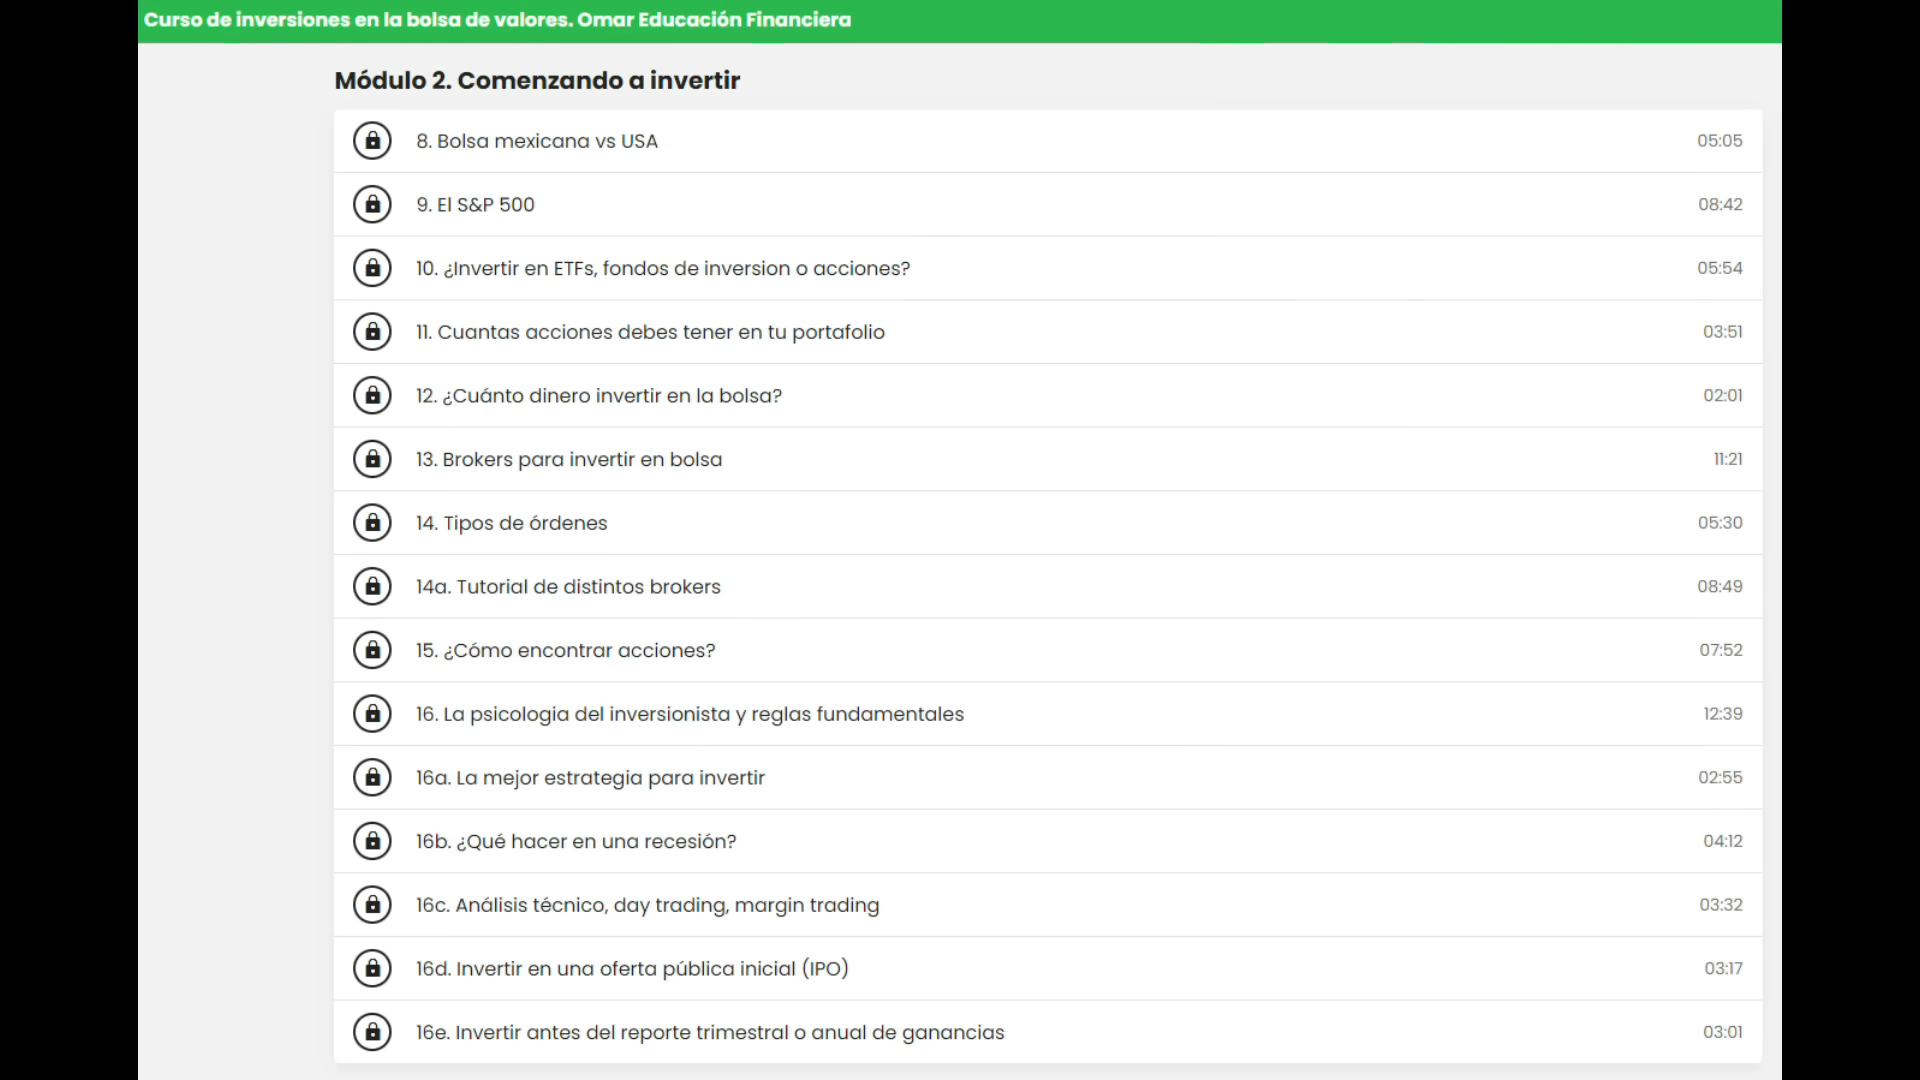 Curso de inversiones en la bolsa de valores. Omar Educación Financiera
Módulo 2. Comenzando a invertir
8. Bolsa mexicana vs USA 05:05
9. El S&P 500 08:42
10. ¿Invertir en ETFs, fondos de inversion o acciones? 05:54
11. Cuantas acciones debes tener en tu portafolio 03:51
12. ¿Cuánto dinero invertir en la bolsa? 02:01
13. Brokers para invertir en bolsa 11:21
14. Tipos de órdenes 05:30
14a. Tutorial de distintos brokers 08:49
15. ¿Cómo encontrar acciones? 07:52
16. La psicologia del inversionista y reglas fundamentales 12:39
16a. La mejor estrategia para invertir 02:55
16b. ¿Qué hacer en una recesión? 04:12
16c. Análisis técnico, day trading, margin trading 03:32
16d. Invertir en una oferta pública inicial (IPO) 03:17
16e. Invertir antes del reporte trimestral o anual de ganancias 03:01